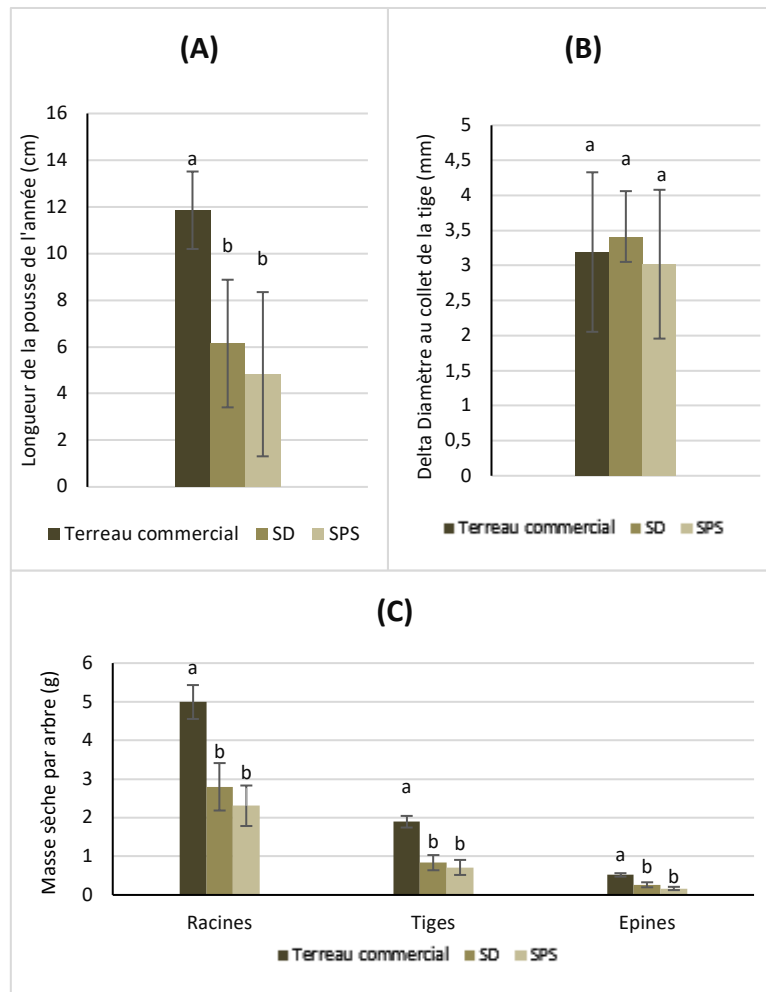 (A)
Longueur de la pousse de l'année (cm)
16
14
12
10
8
6
4
2
0
a
b
b
Terreau commercial SD SPS
(B)
Delta Diamètre au collet de la tige (mm)
5
4,5
4
3,5
3
2,5
2
1,5
1
0,5
0
a
a
a
Terreau commercial SD SPS
(C)
Masse sèche par arbre (g)
6
5
4
3
2
1
0
a
b
b
a
b
b
a
b
b
Racines Tiges Epines
Terreau commercial SD SPS